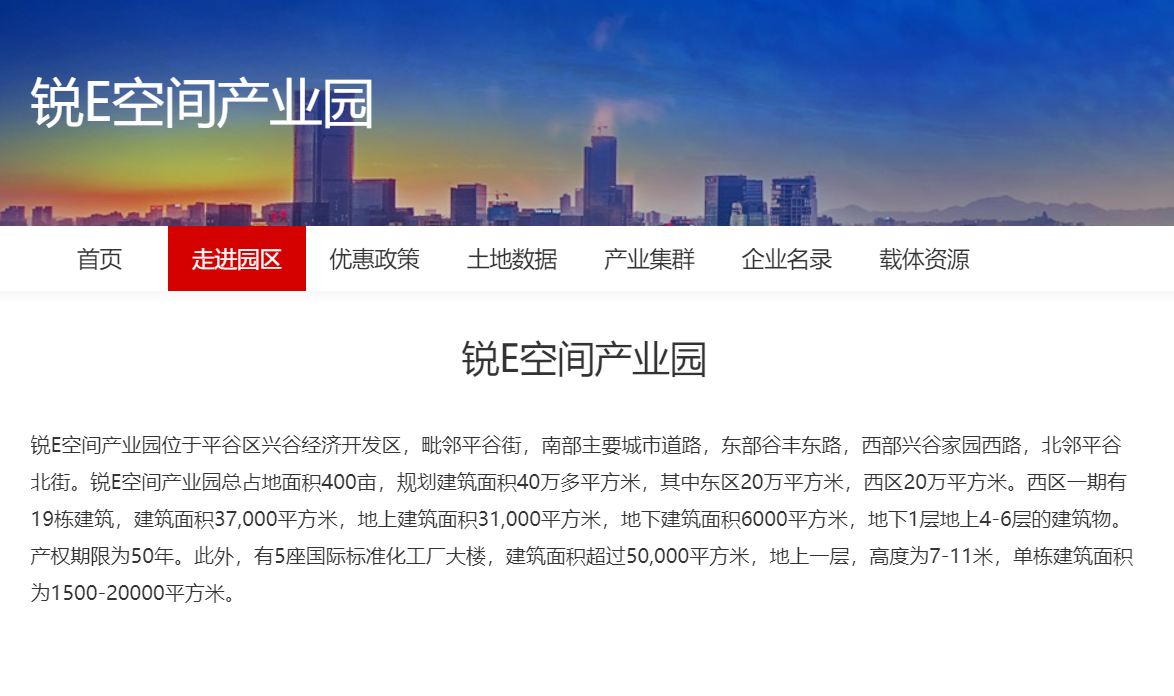 锐E空间产业园
首页 走进园区 优惠政策 土地数据 产业集群 企业名录 载体资源
锐E空间产业园
锐E空间产业园位于平谷区兴谷经济开发区，毗邻平谷街，南部主要城市道路，东部谷丰东路，西部兴谷家园西路，北邻平谷
北街。锐E空间产业园总占地面积400亩，规划建筑面积40万多平方米，其中东区20万平方米，西区20万平方米。西区一期有
19栋建筑，建筑面积37,000平方米，地上建筑面积31,000平方米，地下建筑面积6000平方米，地下1层地上4-6层的建筑物。
产权期限为50年。此外，有5座国际标准化工厂大楼，建筑面积超过50,000平方米，地上一层，高度为7-11米，单栋建筑面积
为1500-20000平方米。